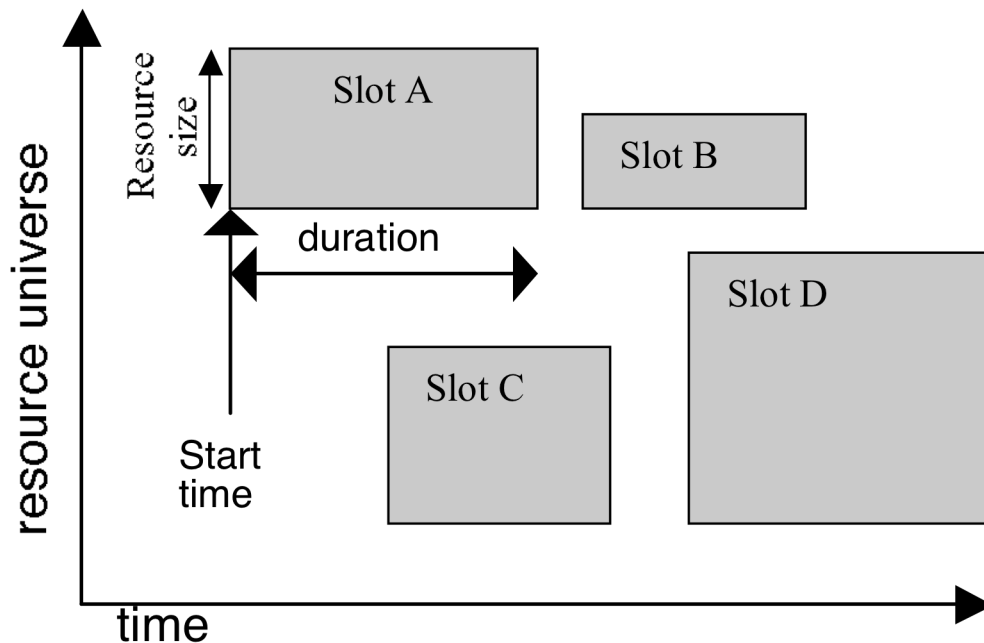 resource universe
Resource
size
Slot A
Slot B
duration
Slot D
Slot C
Start
time
time